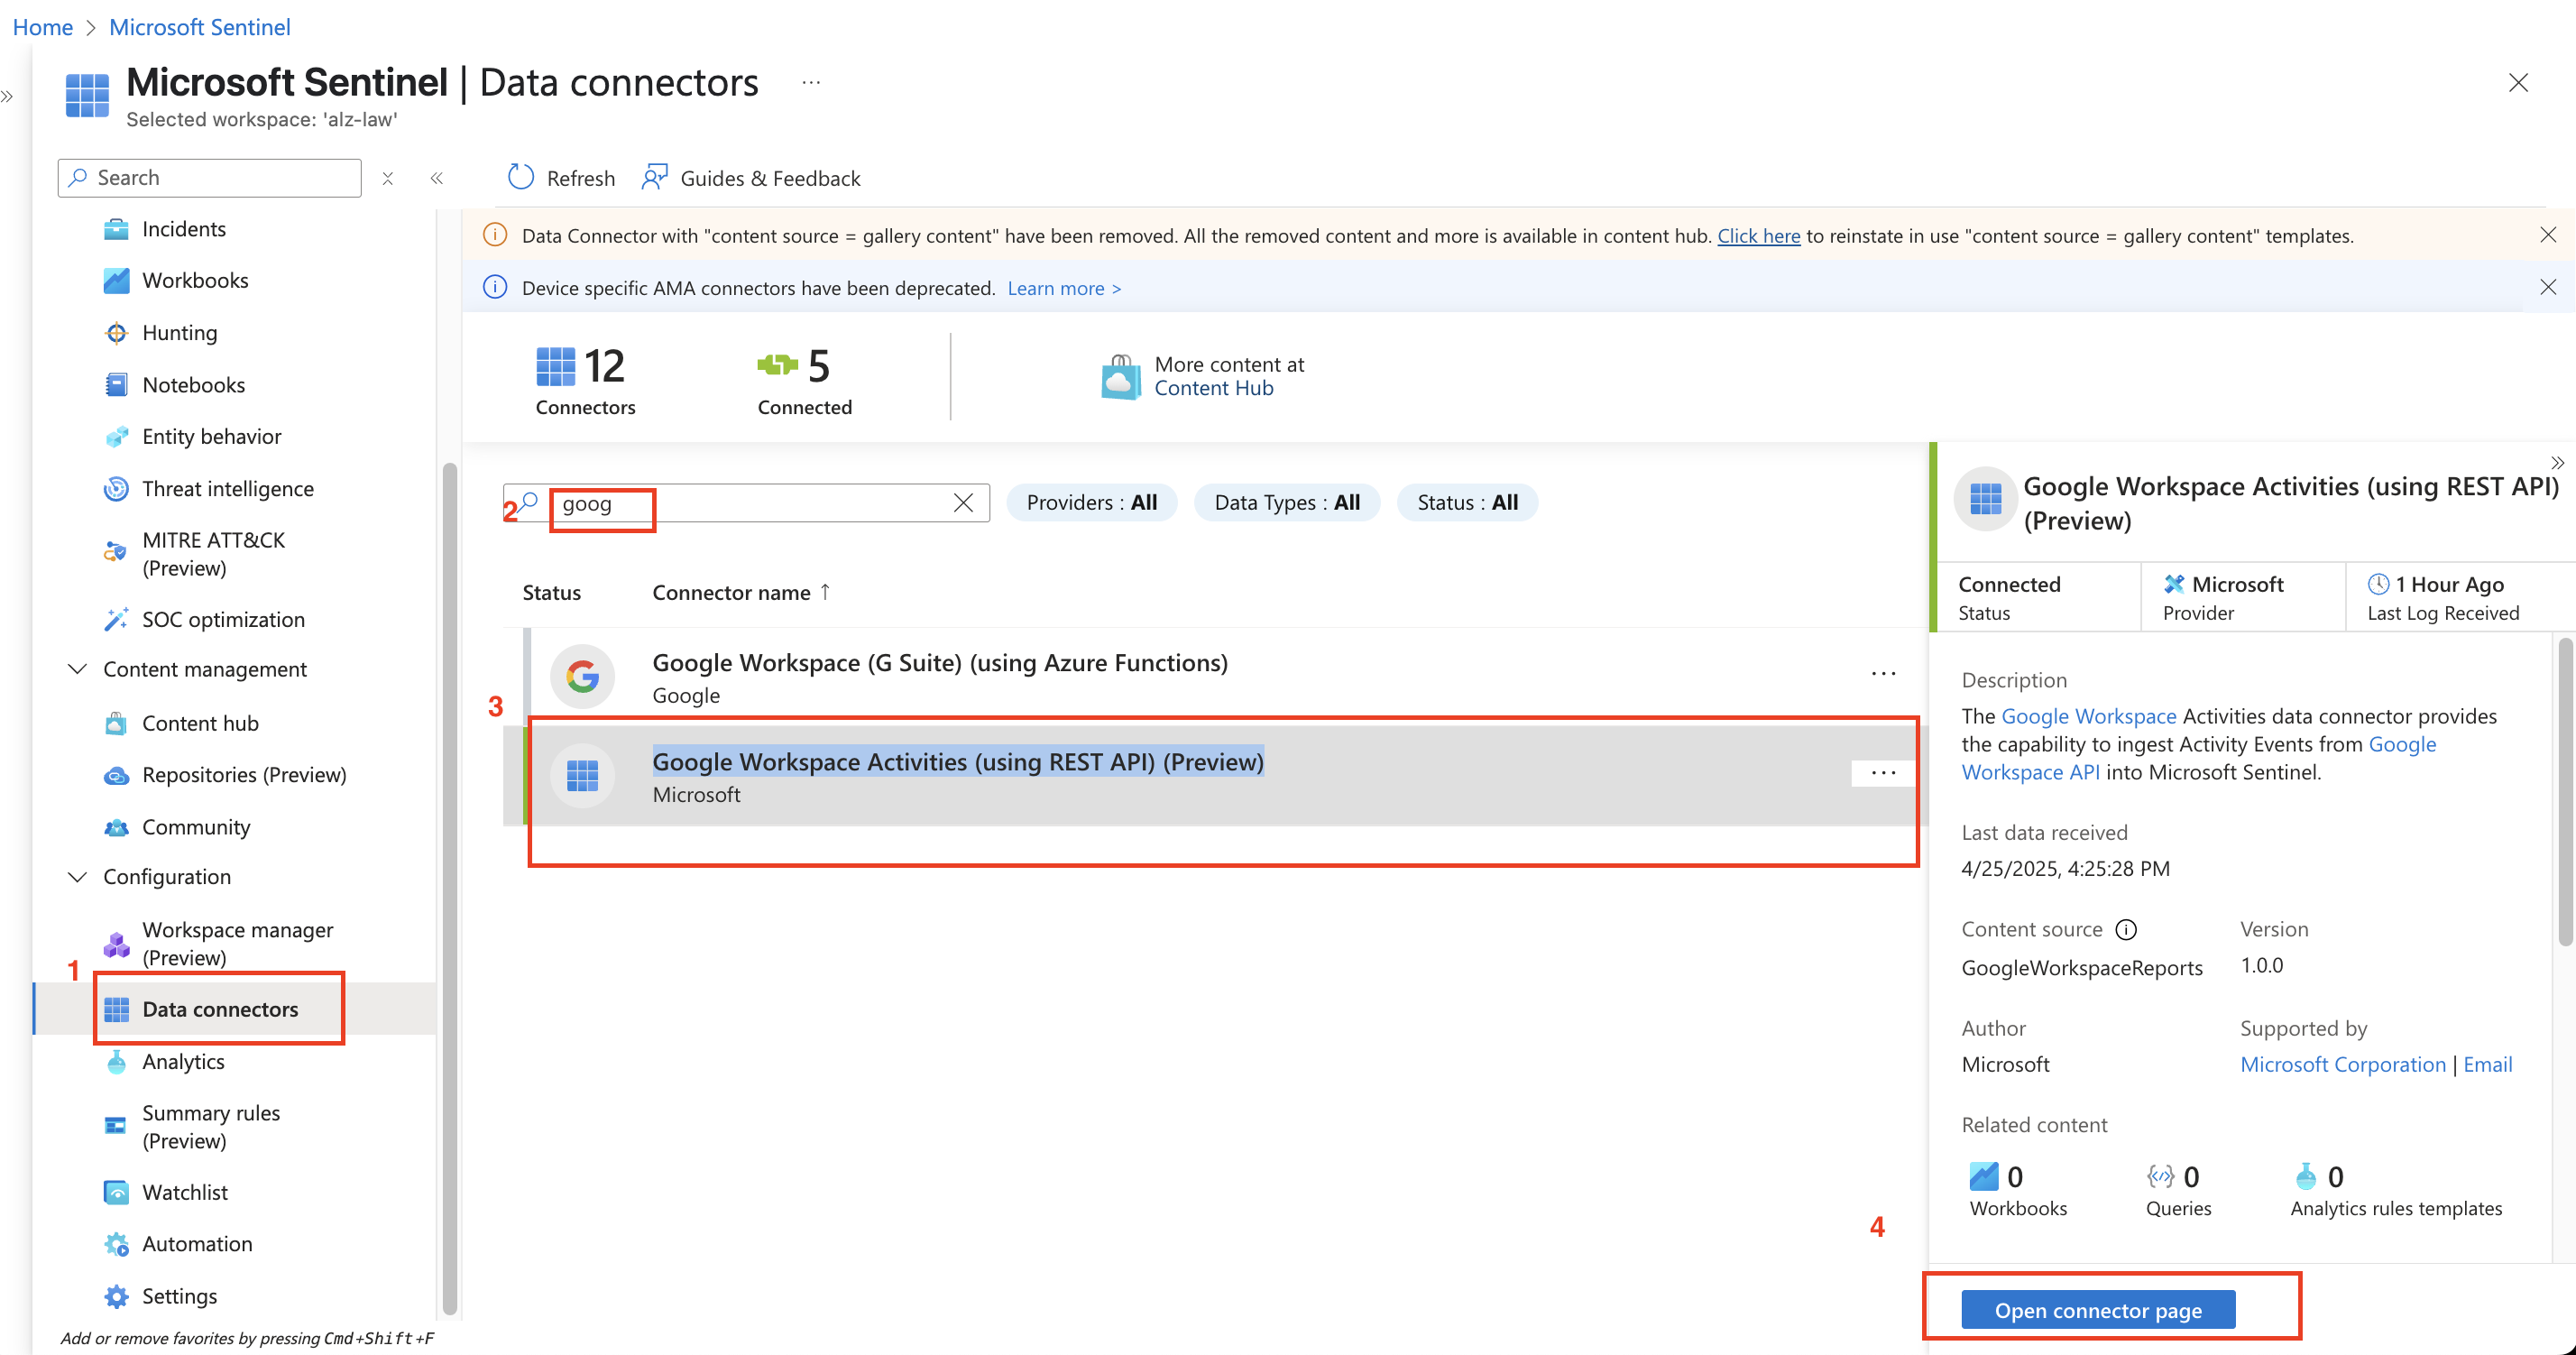 Home > Microsoft Sentinel
Microsoft Sentinel | Data connectors ...
Selected workspace: 'alz-law'
Search
Refresh
Guides & Feedback
Incidents
Workbooks
Hunting
Notebooks
Entity behavior
Threat intelligence
MITRE ATT&CK
(Preview)
SOC optimization
Content management
Content hub
Repositories (Preview)
Community
Configuration
Workspace manager
(Preview)
1
Data connectors
Analytics
Summary rules
(Preview)
Watchlist
Automation
Settings
Add or remove favorites by pressing Cmd+Shift+F
Data Connector with "content source = gallery content" have been removed. All the removed content and more is available in content hub. Click here to reinstate in use "content source = gallery content" templates.
Device specific AMA connectors have been deprecated. Learn more >
12
Connectors
5
Connected
More content at
Content Hub
2
goog
Providers : All
Data Types : All
Status : All
Status
Connector name ↑
Google Workspace (G Suite) (using Azure Functions)
Google
...
3
Google Workspace Activities (using REST API) (Preview)
Microsoft
...
Google Workspace Activities (using REST API)
(Preview)
Connected
Status
Microsoft
Provider
1 Hour Ago
Last Log Received
Description
The Google Workspace Activities data connector provides
the capability to ingest Activity Events from Google
Workspace API into Microsoft Sentinel.
Last data received
4/25/2025, 4:25:28 PM
Content source
Version
GoogleWorkspaceReports
1.0.0
Author
Supported by
Microsoft
Microsoft Corporation | Email
Related content
0
Workbooks
0
Queries
0
Analytics rules templates
4
Open connector page